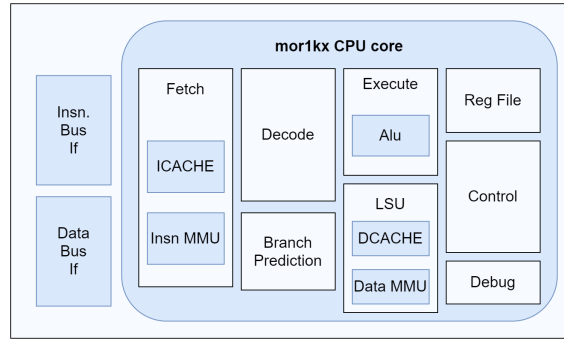 mor1kx CPU core
Insn.
Bus
If
Data
Bus
If
Fetch
ICACHE
Insn MMU
Decode
Branch
Prediction
Execute
Alu
LSU
DCACHE
Data MMU
Reg File
Control
Debug